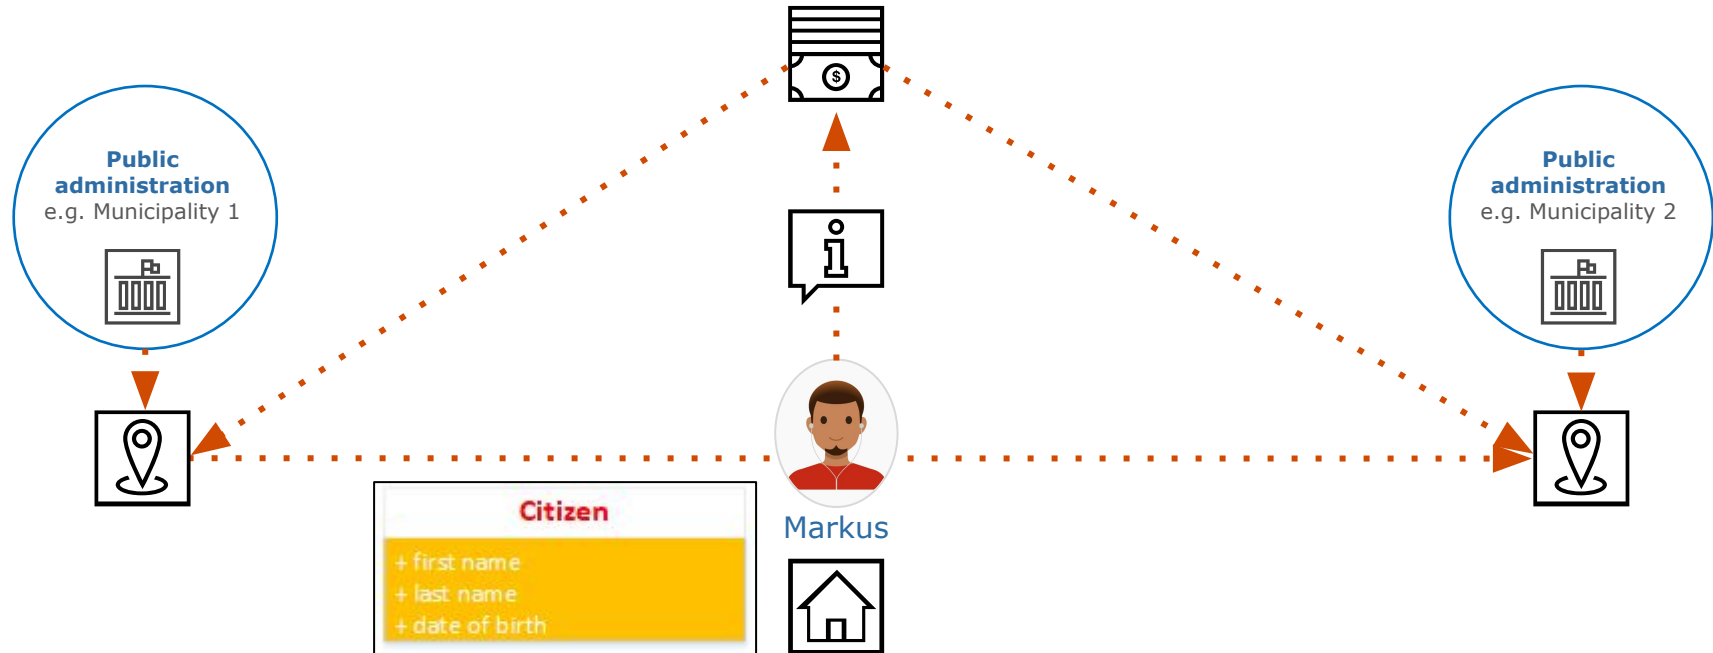 $
Public
administration
e.g. Municipality 1
Public
administration
e.g. Municipality 2
i
Citizen
+ first name
+ last name
+ date of birth
Markus